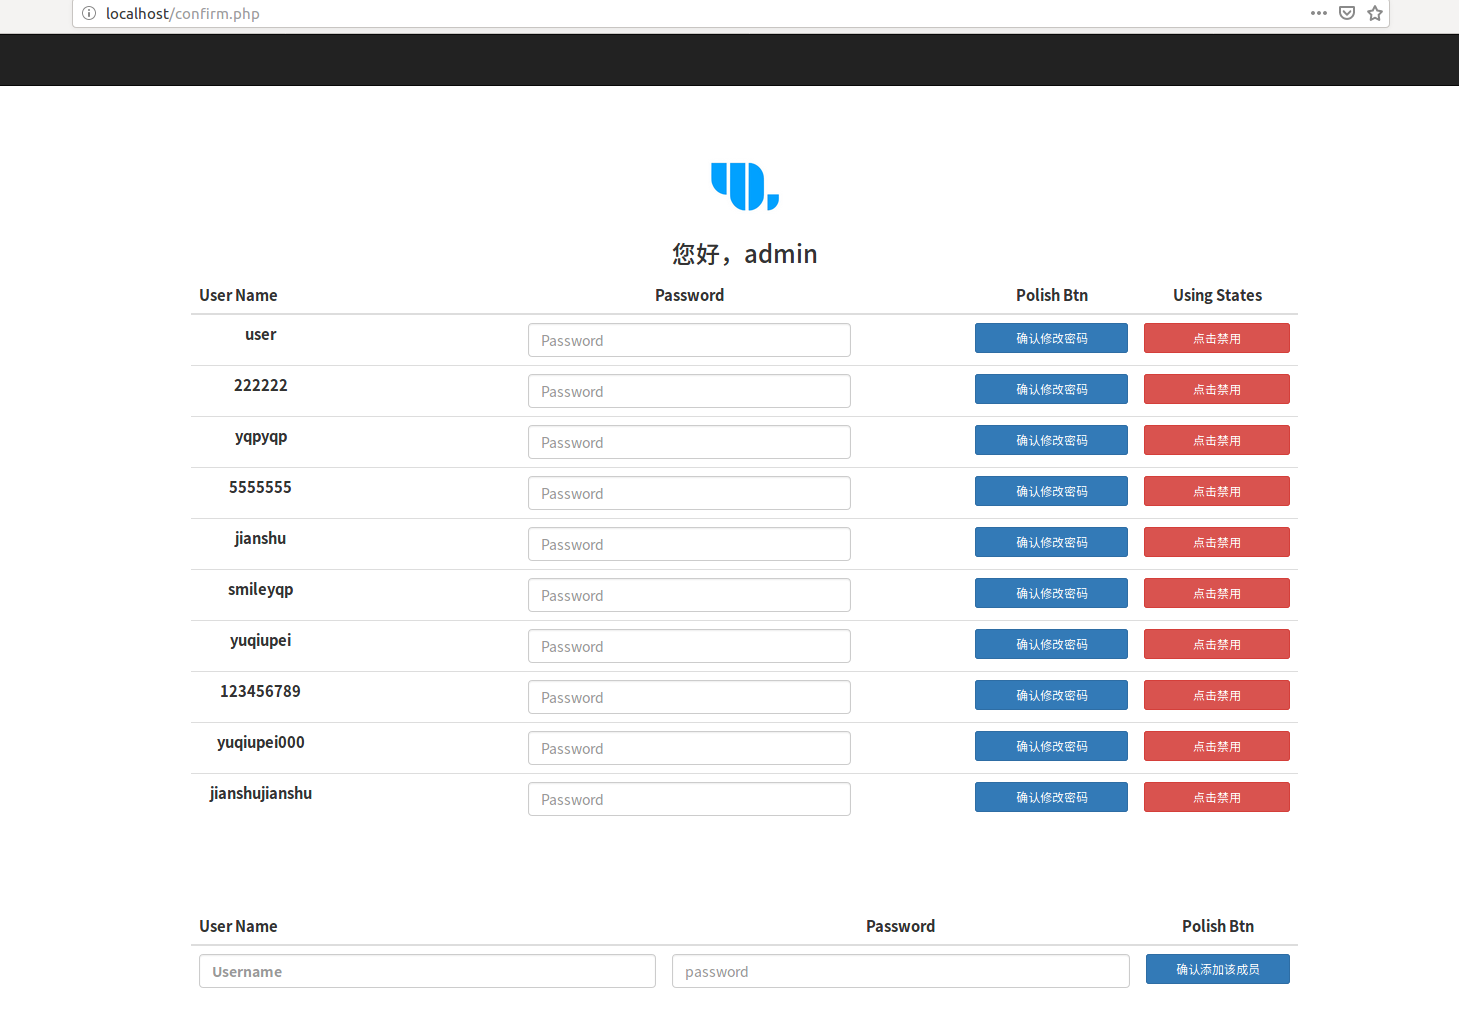 localhost/confirm.php
您好，admin
User Name Password Polish Btn Using States
user Password 确认修改密码 点击禁用
222222 Password 确认修改密码 点击禁用
yqpyqp Password 确认修改密码 点击禁用
5555555 Password 确认修改密码 点击禁用
jianshu Password 确认修改密码 点击禁用
smileyqp Password 确认修改密码 点击禁用
yuqiupei Password 确认修改密码 点击禁用
123456789 Password 确认修改密码 点击禁用
yuqiupei000 Password 确认修改密码 点击禁用
jianshujianshu Password 确认修改密码 点击禁用
User Name Password Polish Btn
Username password 确认添加该成员